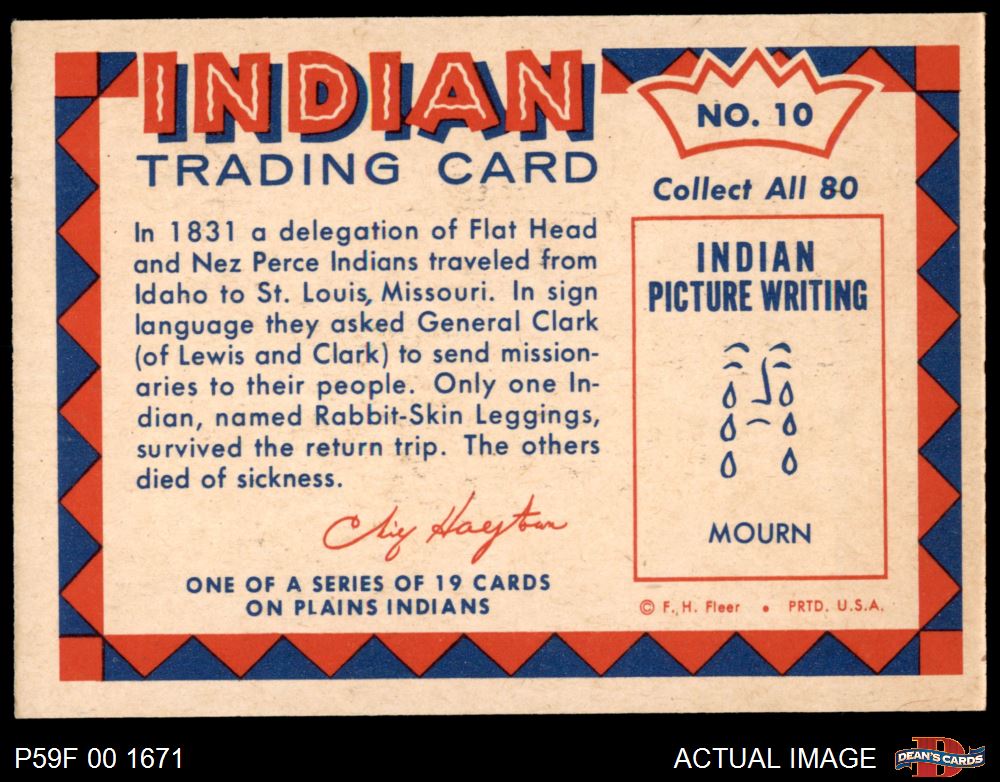 INDIAN
TRADING CARD
In 1831 a delegation of Flat Head
and Nez Perce Indians traveled from
Idaho to St. Louis, Missouri. In sign
language they asked General Clark
(of Lewis and Clark) to send mission-
aries to their people. Only one In-
dian, named Rabbit-Skin Leggings,
survived the return trip. The others
died of sickness.
Chief Hagstrom
ONE OF A SERIES OF 19 CARDS
ON PLAINS INDIANS
NO. 10
Collect All 80
INDIAN
PICTURE WRITING
MOURN
© F. H. Fleer • PRTD. U.S.A.
P59F 00 1671
ACTUAL IMAGE
DEAN'S CARDS